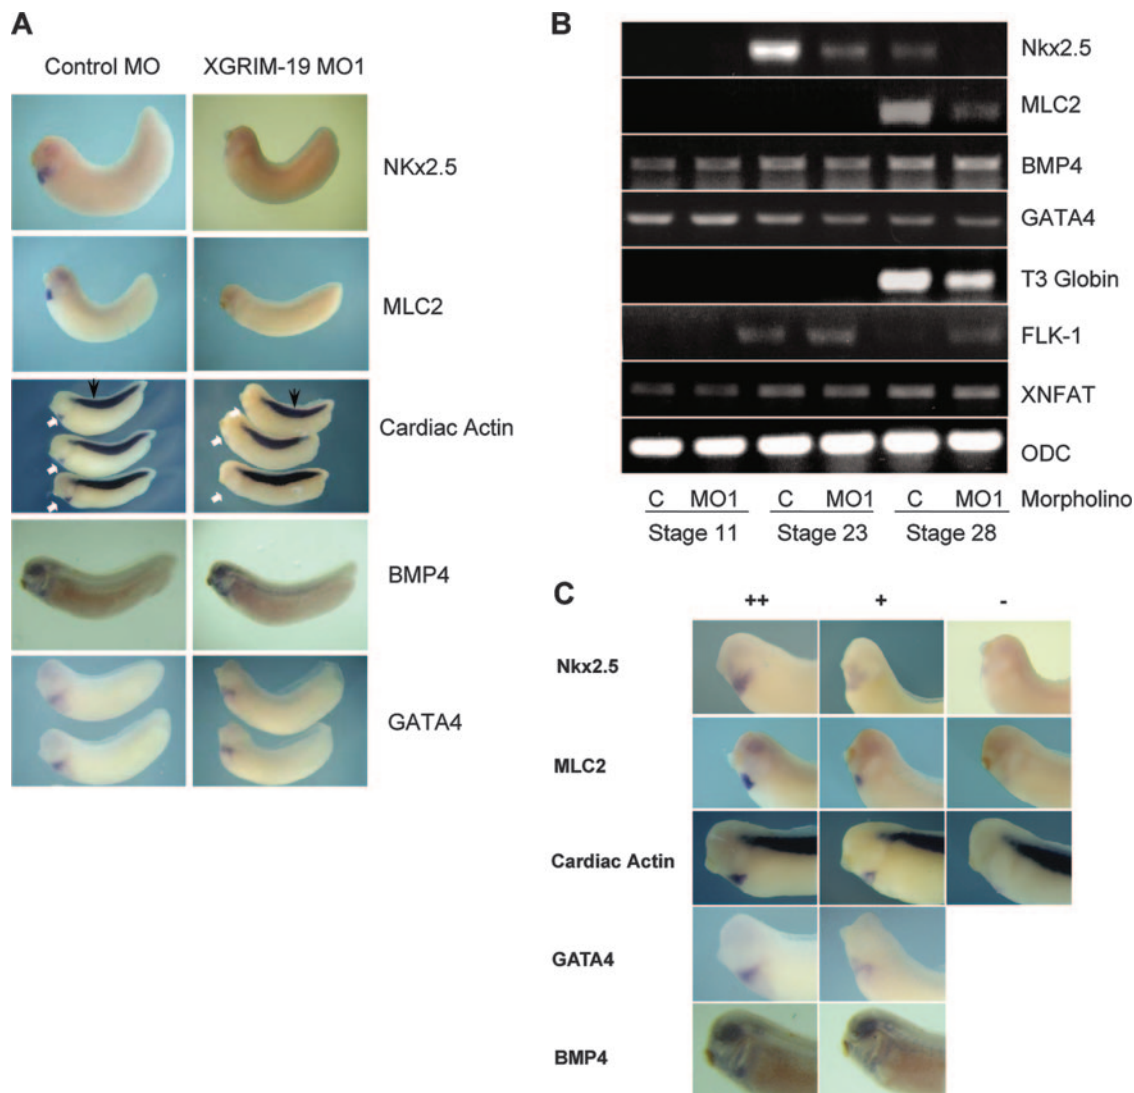 A
Control MO
XGRIM-19 MO1
NKx2.5
MLC2
Cardiac Actin
BMP4
GATA4
B
Nkx2.5
MLC2
BMP4
GATA4
T3 Globin
FLK-1
XNFAT
ODC
C MO1 C MO1 C MO1 Morpholino
Stage 11 Stage 23 Stage 28
C
++ + -
Nkx2.5
MLC2
Cardiac Actin
GATA4
BMP4